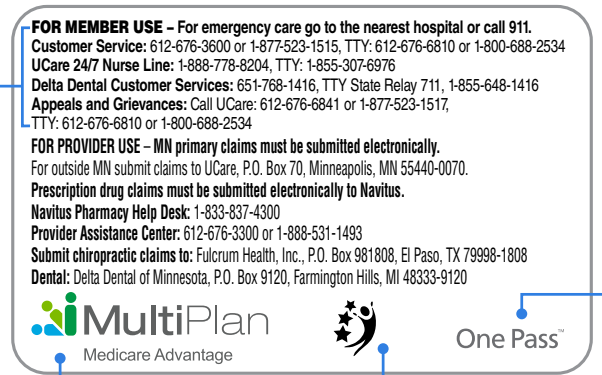 FOR MEMBER USE – For emergency care go to the nearest hospital or call 911.
Customer Service: 612-676-3600 or 1-877-523-1515, TTY: 612-676-6810 or 1-800-688-2534
UCare 24/7 Nurse Line: 1-888-778-8204, TTY: 1-855-307-6976
Delta Dental Customer Services: 651-768-1416, TTY State Relay 711, 1-855-648-1416
Appeals and Grievances: Call UCare: 612-676-6841 or 1-877-523-1517,
TTY: 612-676-6810 or 1-800-688-2534
FOR PROVIDER USE – MN primary claims must be submitted electronically.
For outside MN submit claims to UCare, P.O. Box 70, Minneapolis, MN 55440-0070.
Prescription drug claims must be submitted electronically to Navitus.
Navitus Pharmacy Help Desk: 1-833-837-4300
Provider Assistance Center: 612-676-3300 or 1-888-531-1493
Submit chiropractic claims to: Fulcrum Health, Inc., P.O. Box 981808, El Paso, TX 79998-1808
Dental: Delta Dental of Minnesota, P.O. Box 9120, Farmington Hills, MI 48333-9120
MultiPlan
Medicare Advantage
One Pass™